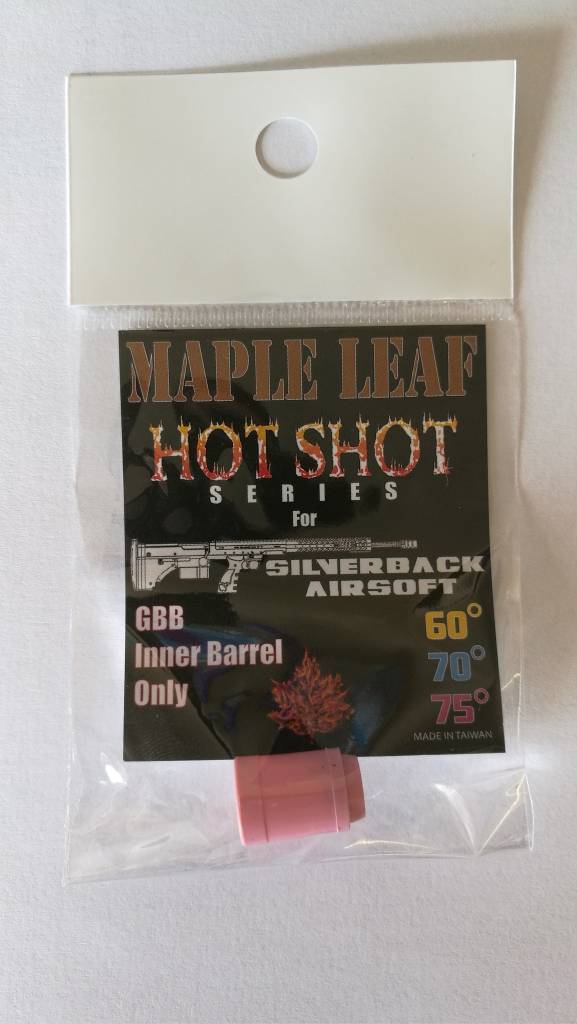 MAPLE LEAF
HOT SHOT
SERIES
For
SILVERBACK
AIRSOFT
GBB
Inner Barrel
Only
60°
70°
75°
MADE IN TAIWAN